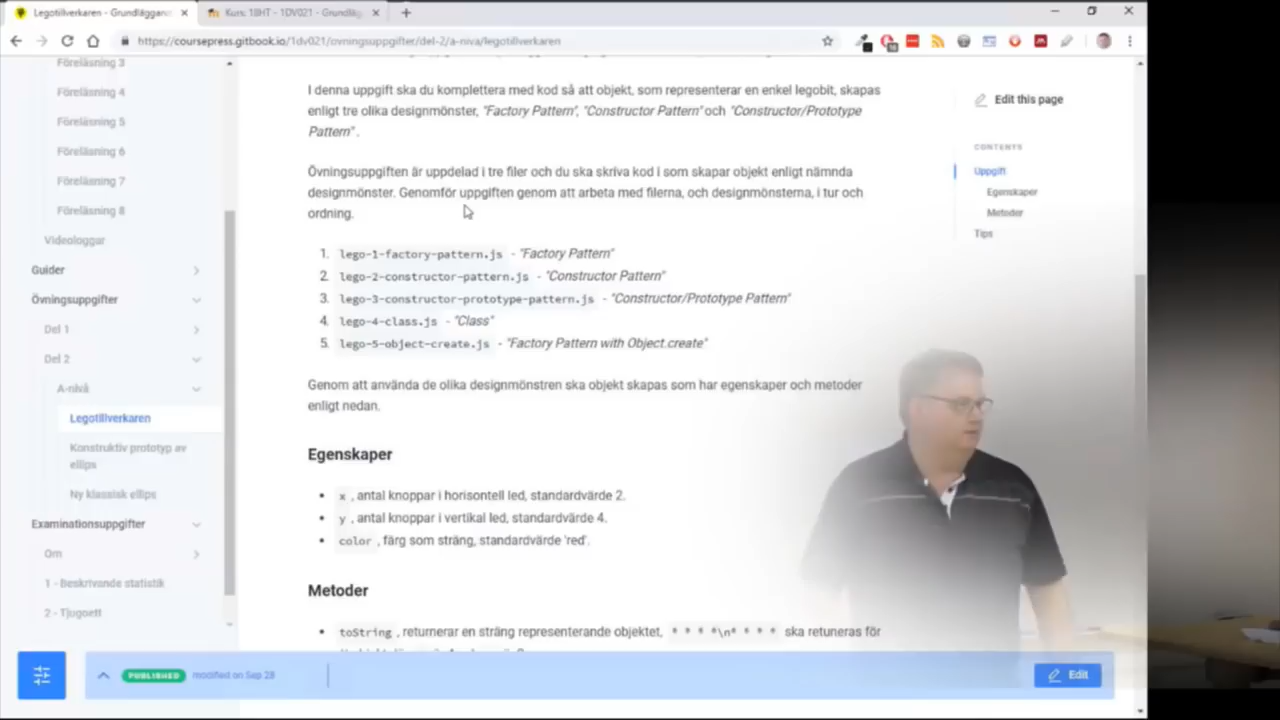 Legotillverkaren - Grundläggand
Kurs: 18HT - 1DV021 - Grundläg
https://coursepress.gitbook.io/1dv021/ovningsuppgifter/del-2/a-niva/legotillverkaren
Föreläsning 3
Föreläsning 4
Föreläsning 5
Föreläsning 6
Föreläsning 7
Föreläsning 8
Videologgar
Guider
Övningsuppgifter
Del 1
Del 2
A-nivå
Legotillverkaren
Konstruktiv prototyp av
ellips
Ny klassisk ellips
Examinationsuppgifter
Om
1 - Beskrivande statistik
2 - Tjugoett
I denna uppgift ska du komplettera med kod så att objekt, som representerar en enkel legobit, skapas
enligt tre olika designmönster, "Factory Pattern", "Constructor Pattern" och "Constructor/Prototype
Pattern".
Övningsuppgiften är uppdelad i tre filer och du ska skriva kod i som skapar objekt enligt nämnda
designmönster. Genomför uppgiften genom att arbeta med filerna, och designmönsterna, i tur och
ordning.
1. lego-1-factory-pattern.js - "Factory Pattern"
2. lego-2-constructor-pattern.js - "Constructor Pattern"
3. lego-3-constructor-prototype-pattern.js - "Constructor/Prototype Pattern"
4. lego-4-class.js - "Class"
5. lego-5-object-create.js - "Factory Pattern with Object.create"
Genom att använda de olika designmönstren ska objekt skapas som har egenskaper och metoder
enligt nedan.
Egenskaper
• x , antal knoppar i horisontell led, standardvärde 2.
• y , antal knoppar i vertikal led, standardvärde 4.
• color , färg som sträng, standardvärde 'red'.
Metoder
• toString , returnerar en sträng representerande objektet, * * * *\n* * * * ska retuneras för
Edit this page
CONTENTS
Uppgift
Egenskaper
Metoder
Tips
PUBLISHED modified on Sep 28
Edit